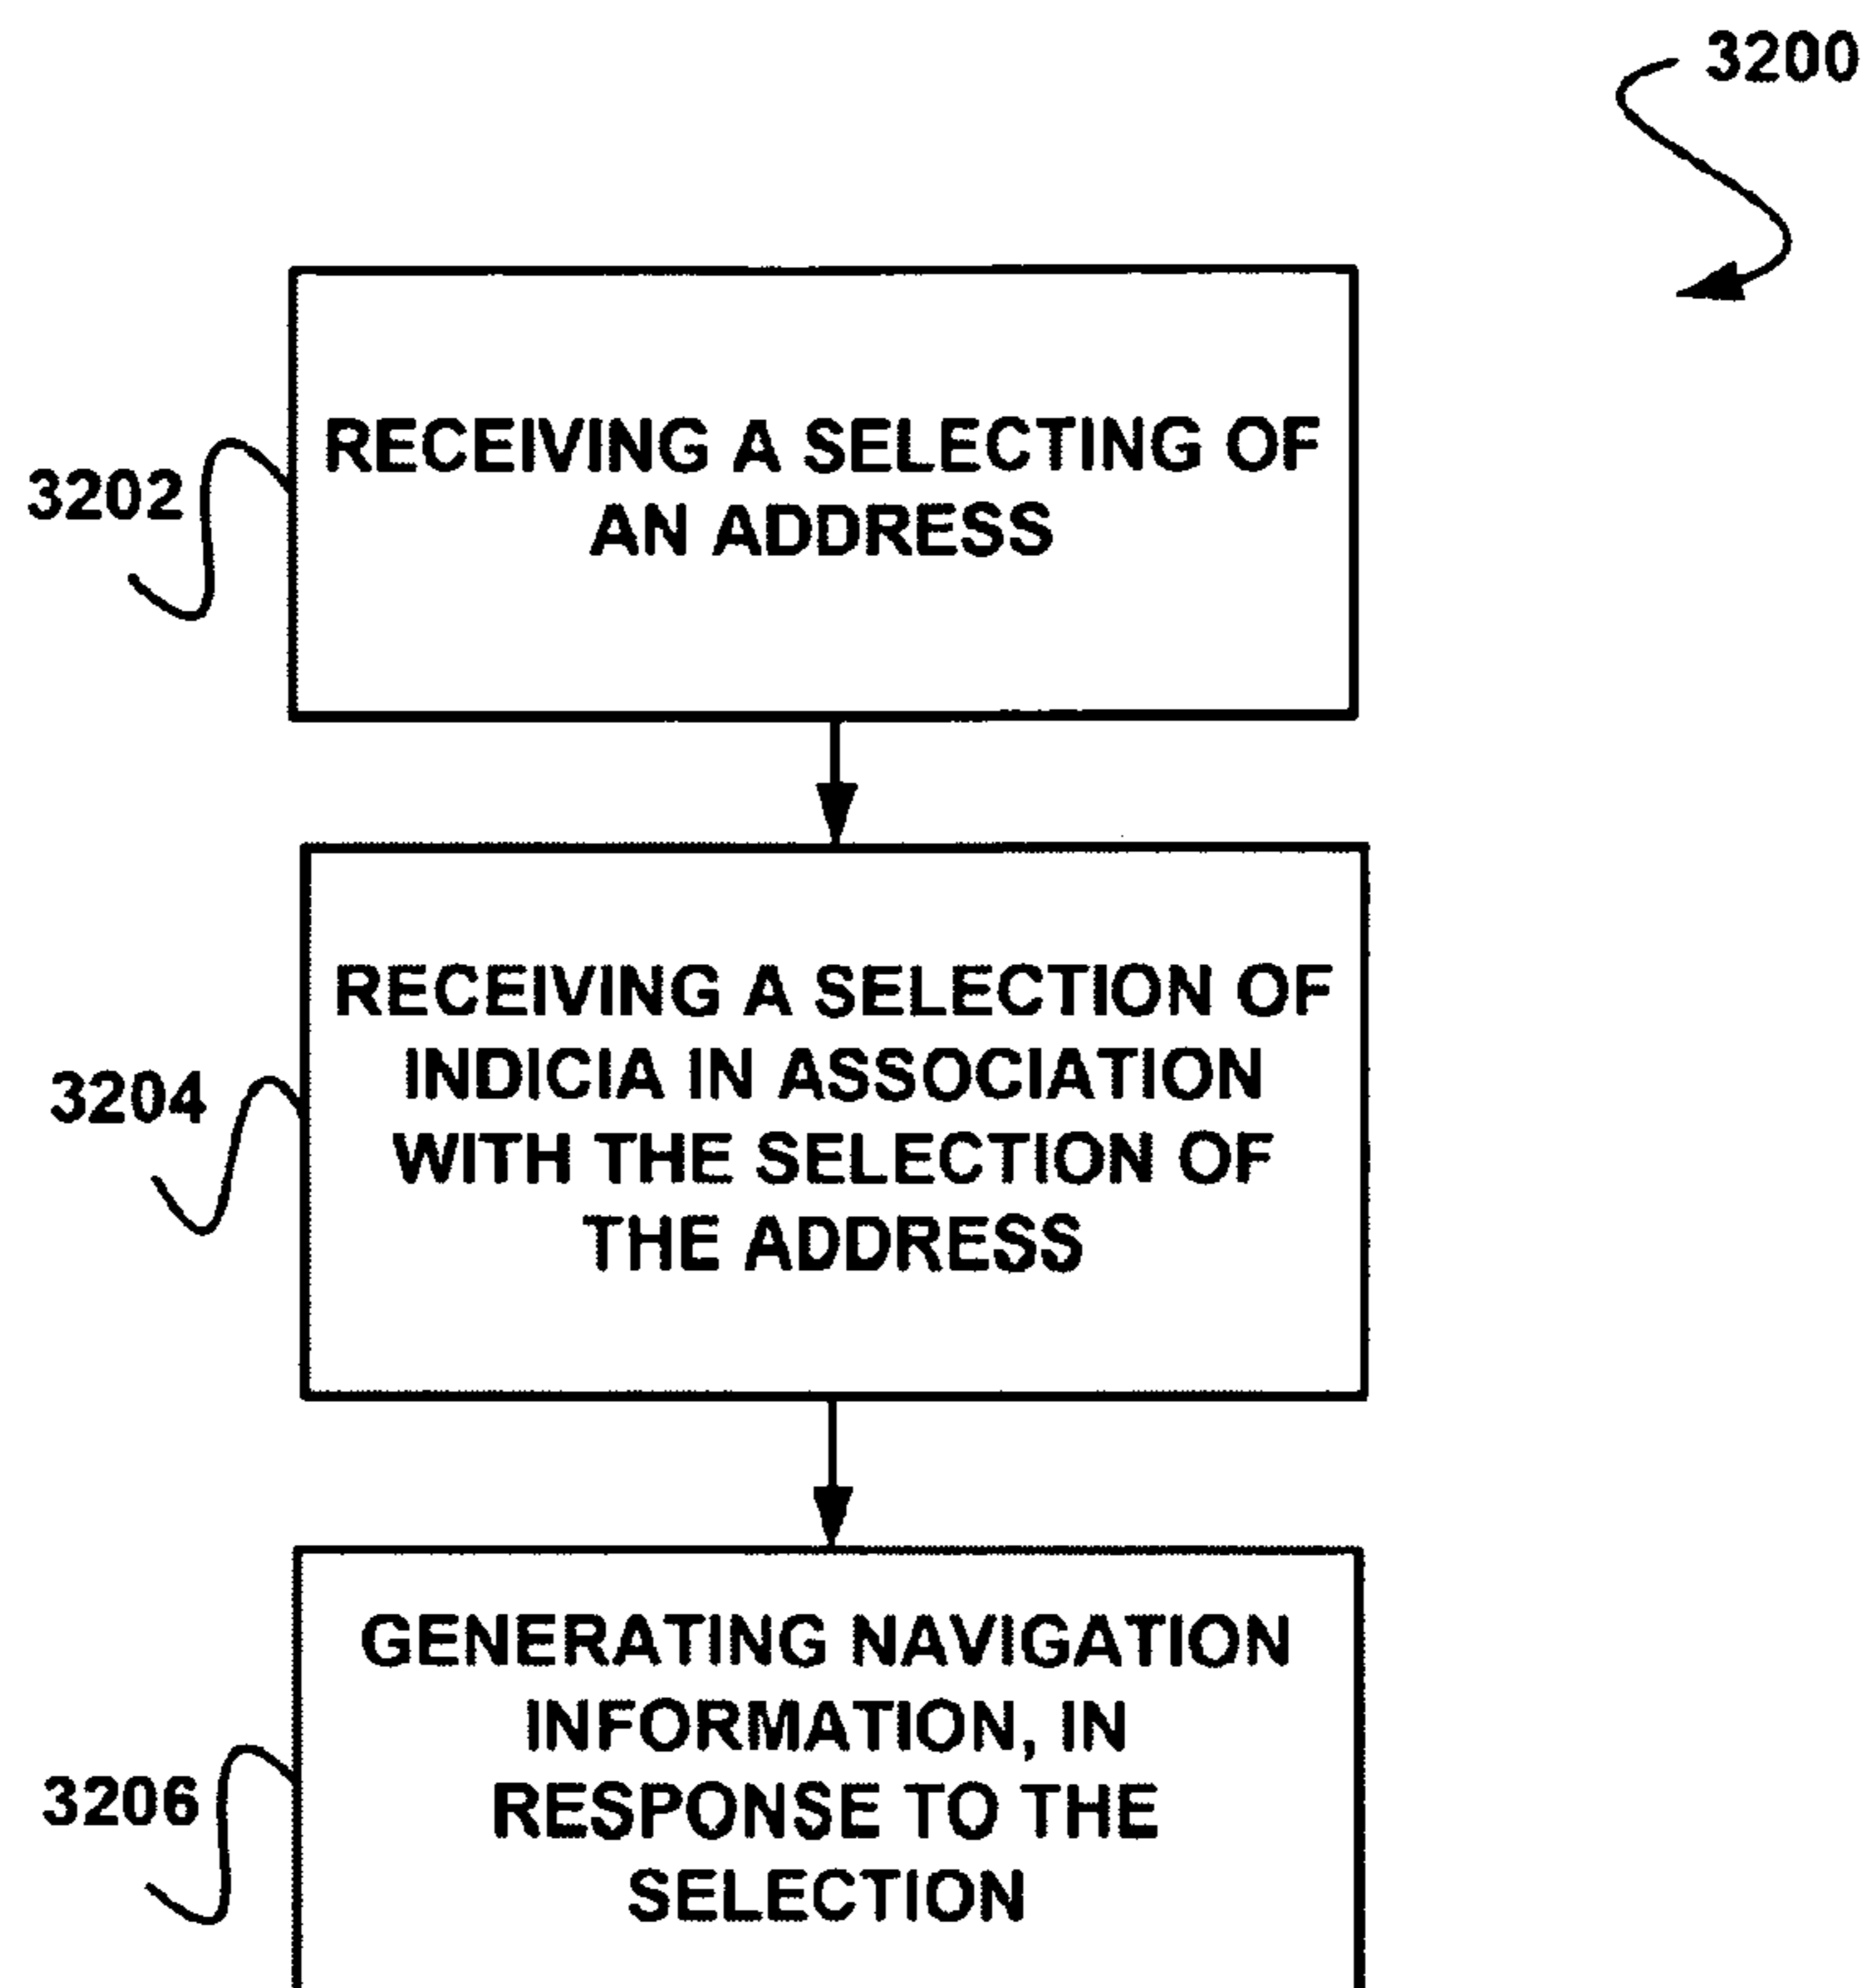 3200
3202
RECEIVING A SELECTING OF
AN ADDRESS
3204
RECEIVING A SELECTION OF
INDICIA IN ASSOCIATION
WITH THE SELECTION OF
THE ADDRESS
3206
GENERATING NAVIGATION
INFORMATION, IN
RESPONSE TO THE
SELECTION